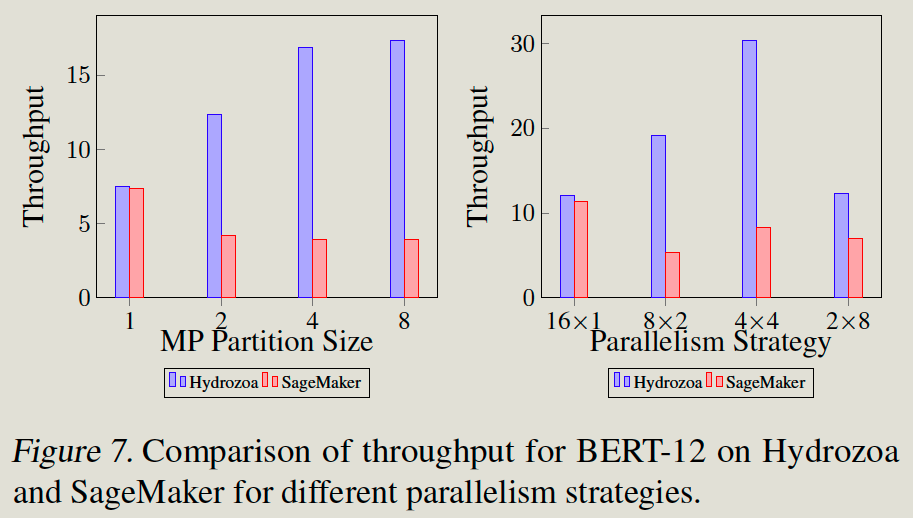 Throughput
15
10
5
0
1 2 4 8
MP Partition Size
Hydrozoa SageMaker
Throughput
30
20
10
0
16×1 8×2 4×4 2×8
Parallelism Strategy
Hydrozoa SageMaker
Figure 7. Comparison of throughput for BERT-12 on Hydrozoa
and SageMaker for different parallelism strategies.